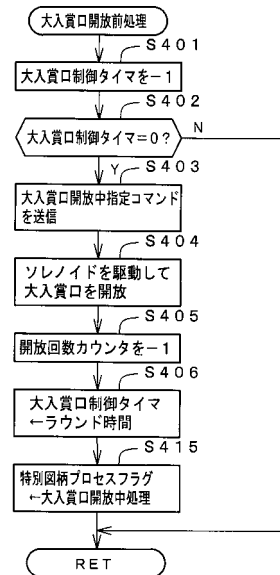 大入賞口開放前処理
S401
大入賞口制御タイマを－1
S402
大入賞口制御タイマ＝0？
N
Y
S403
大入賞口開放中指定コマンド
を送信
S404
ソレノイドを駆動して
大入賞口を開放
S405
開放回数カウンタを－1
S406
大入賞口制御タイマ
←ラウンド時間
S415
特別図柄プロセスフラグ
←大入賞口開放中処理
RET